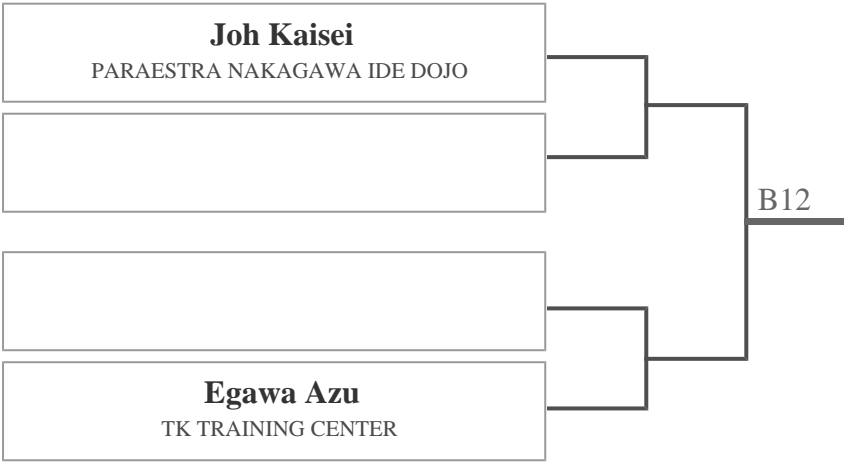 Joh Kaisei
PARAESTRA NAKAGAWA IDE DOJO
B12
Egawa Azu
TK TRAINING CENTER